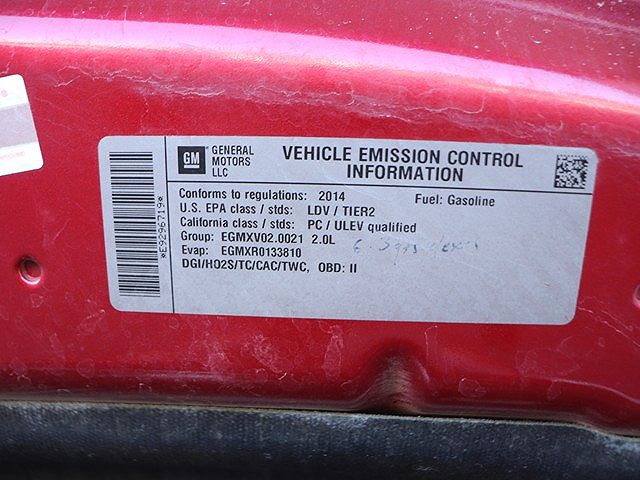 GM
GENERAL
MOTORS
LLC
VEHICLE EMISSION CONTROL
INFORMATION
Conforms to regulations: 2014
Fuel: Gasoline
U.S. EPA class / stds: LDV / TIER2
California class / stds: PC / ULEV qualified
Group: EGMXV02.0021 2.0L
Evap: EGMXR0133810
DGI/HO2S/TC/CAC/TWC, OBD: II
*E9296719*